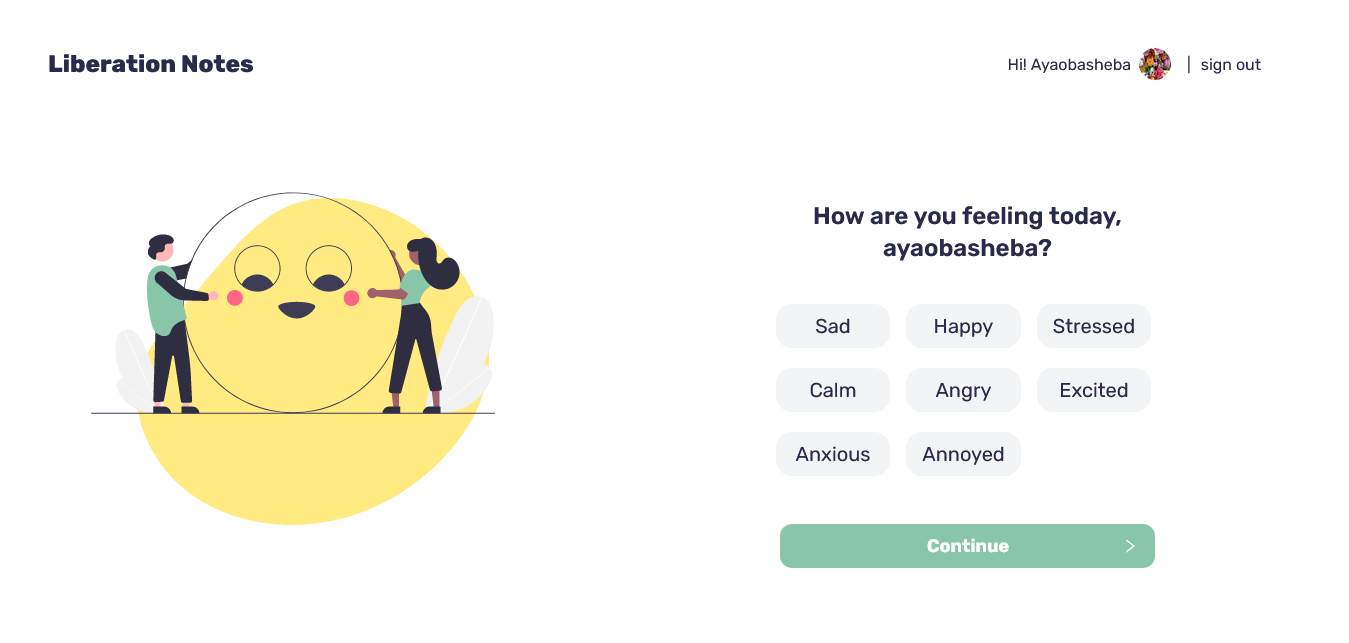 Liberation Notes
Hi! Ayaobasheba | sign out
How are you feeling today,
ayaobasheba?
Sad Happy Stressed
Calm Angry Excited
Anxious Annoyed
Continue